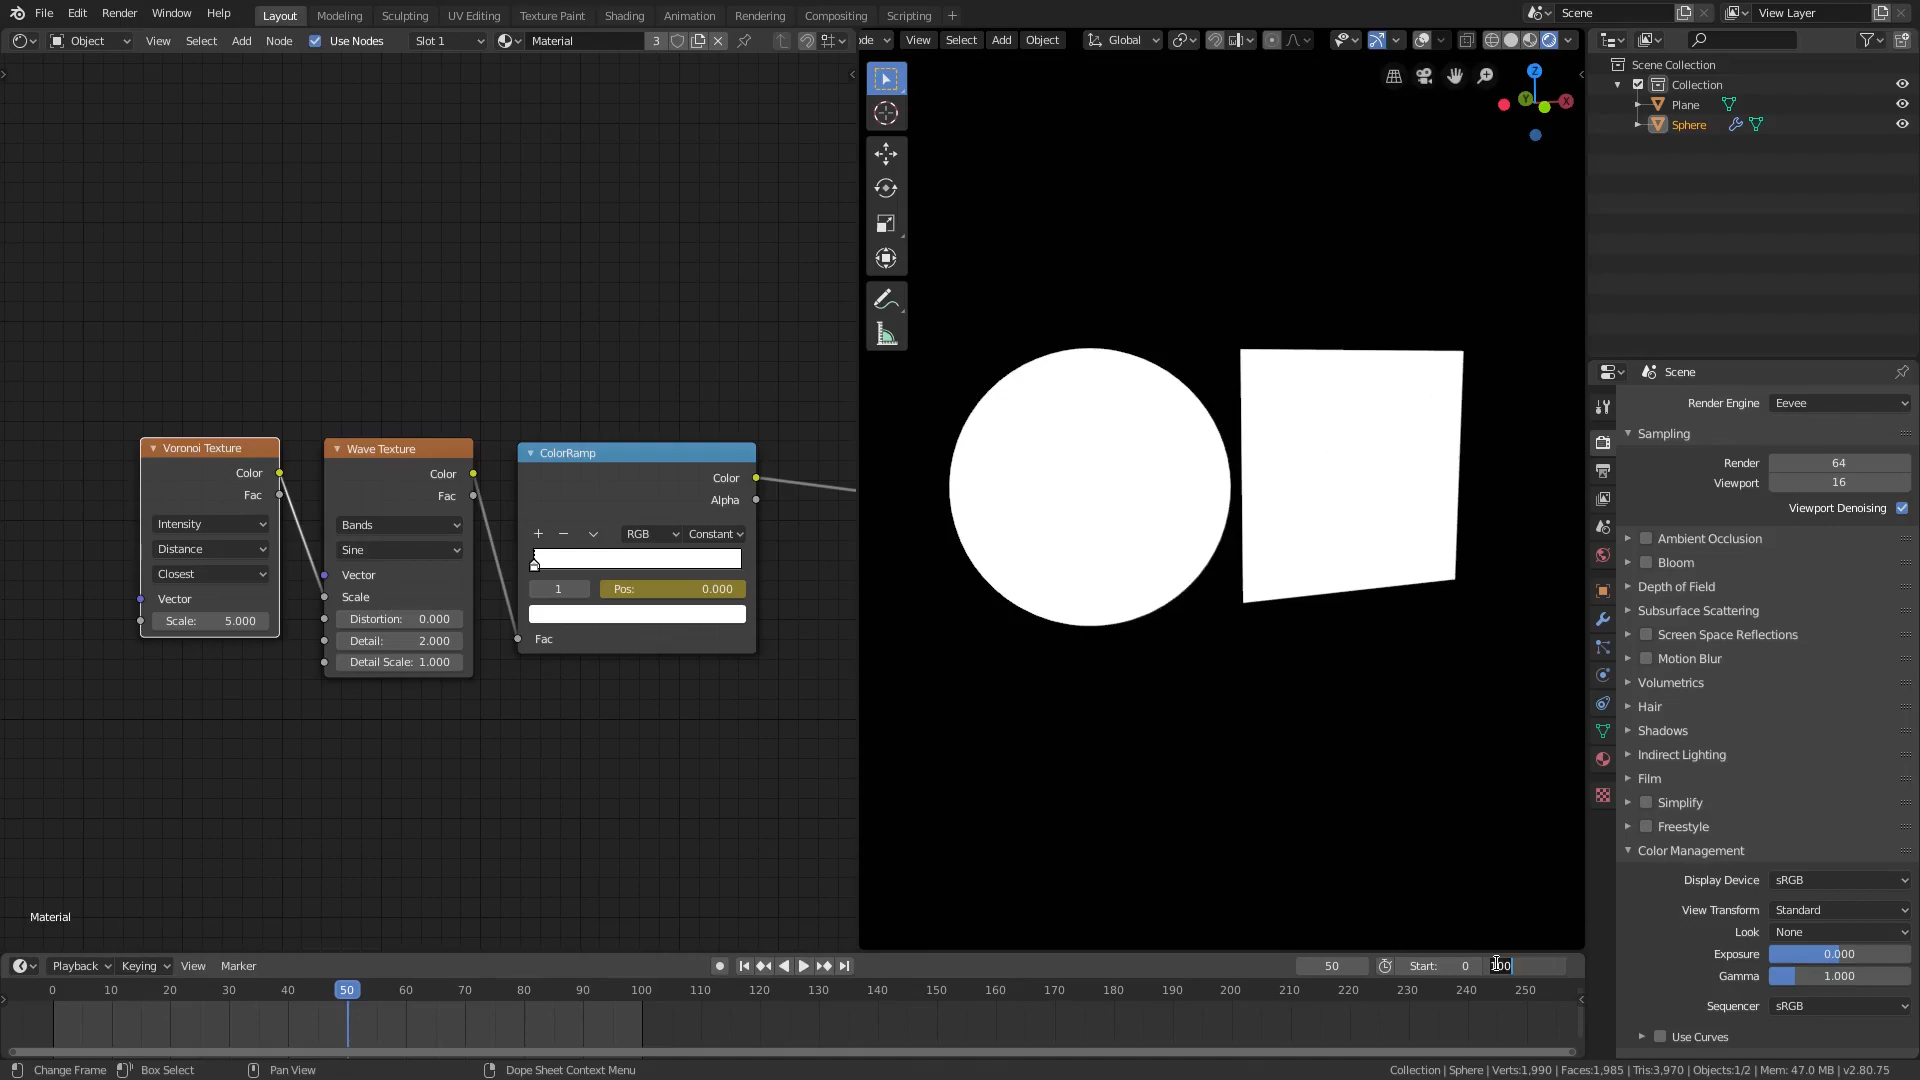 File Edit Render Window Help Layout Modeling Sculpting UV Editing Texture Paint Shading Animation Rendering Compositing Scripting + Scene View Layer
Object View Select Add Node Use Nodes Slot 1 Material 3 ode View Select Add Object Global
Scene Collection
Collection
Plane
Sphere
Z
Y
X
Scene
Render Engine Eevee
Sampling
Render 64
Viewport 16
Viewport Denoising
Ambient Occlusion
Bloom
Depth of Field
Subsurface Scattering
Screen Space Reflections
Motion Blur
Volumetrics
Hair
Shadows
Indirect Lighting
Film
Simplify
Freestyle
Color Management
Display Device sRGB
View Transform Standard
Look None
Exposure 0.000
Gamma 1.000
Sequencer sRGB
Use Curves
Voronoi Texture
Color
Fac
Intensity
Distance
Closest
Vector
Scale: 5.000
Wave Texture
Color
Fac
Bands
Sine
Vector
Scale
Distortion: 0.000
Detail: 2.000
Detail Scale: 1.000
ColorRamp
Color
Alpha
RGB Constant
1 Pos: 0.000
Fac
Material
Playback Keying View Marker 50 Start: 0 100
0 10 20 30 40 50 60 70 80 90 100 110 120 130 140 150 160 170 180 190 200 210 220 230 240 250
Change Frame Box Select Pan View Dope Sheet Context Menu Collection | Sphere | Verts:1,990 | Faces:1,985 | Tris:3,970 | Objects:1/2 | Mem: 47.0 MB | v2.80.75